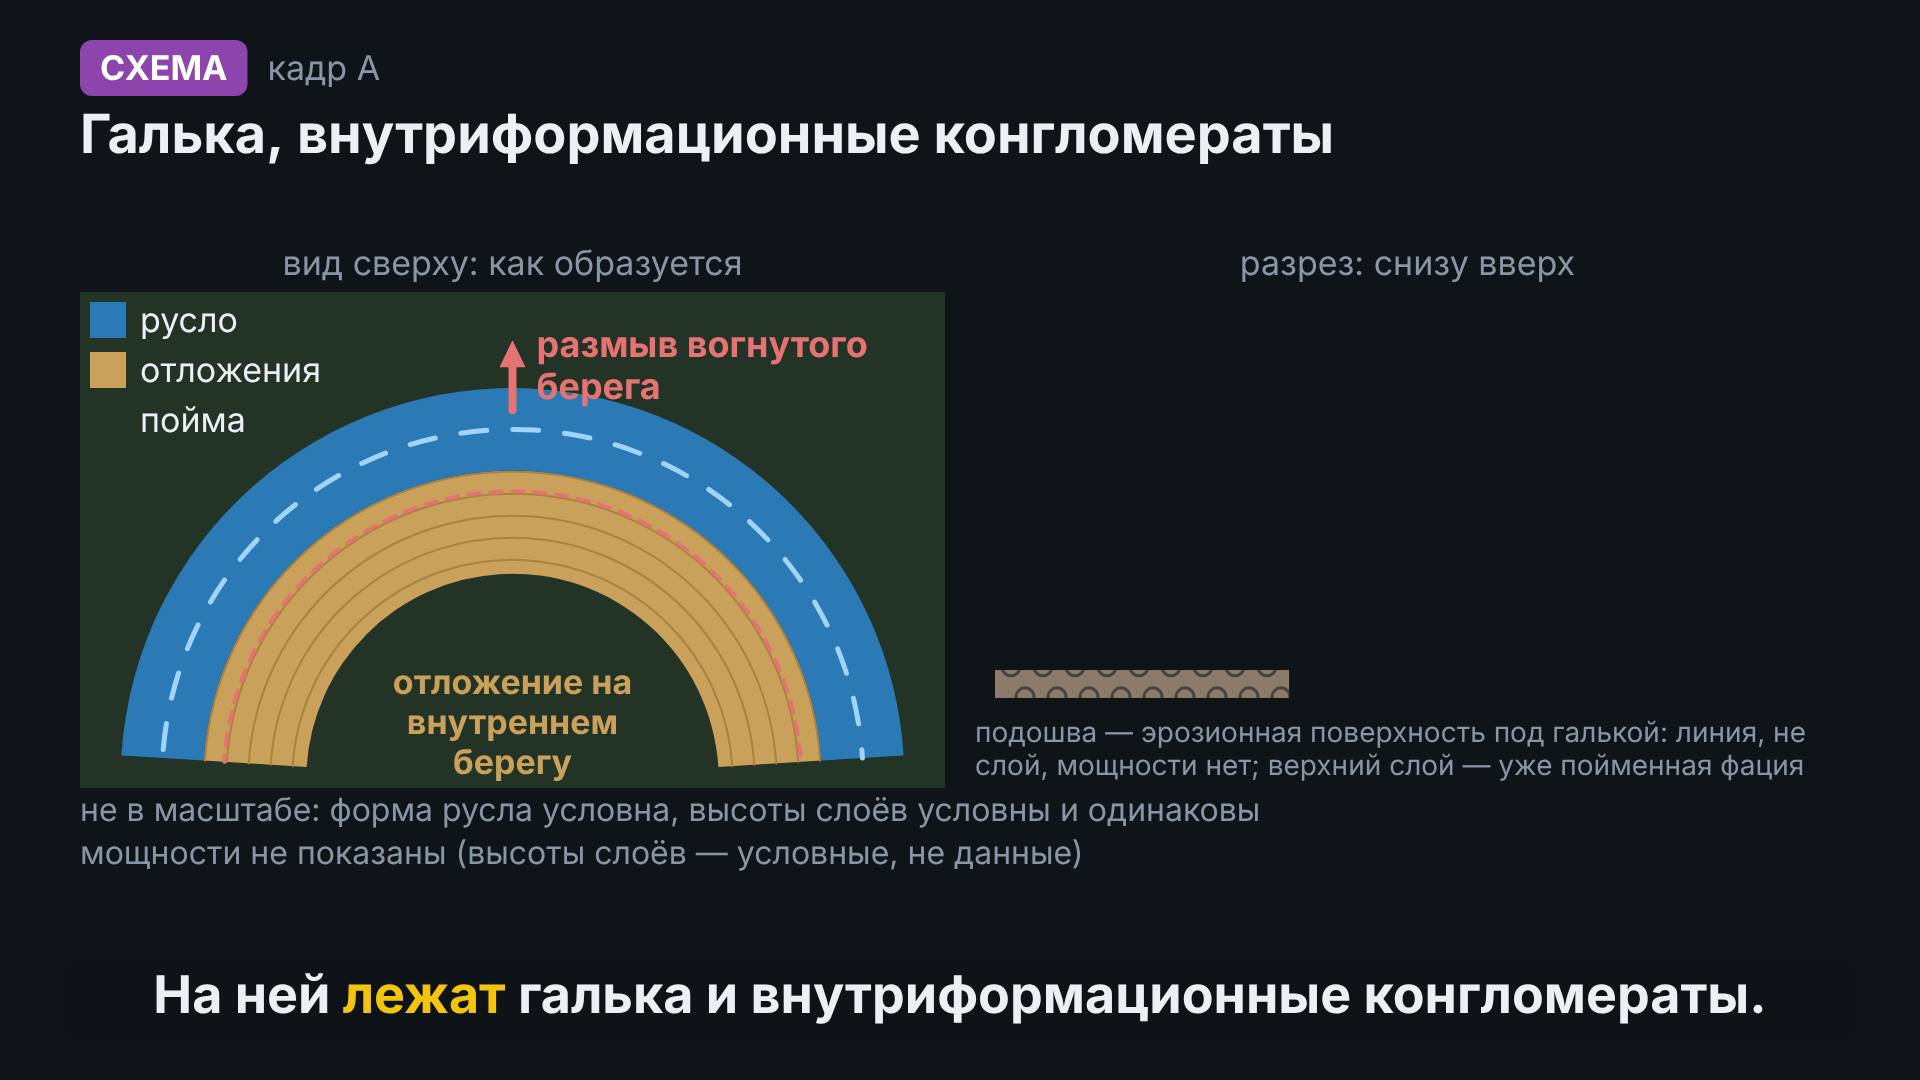 СХЕМА кадр А
Галька, внутриформационные конгломераты
вид сверху: как образуется
разрез: снизу вверх
русло
отложения
пойма
размыв вогнутого
берега
отложение на
внутреннем
берегу
подошва — эрозионная поверхность под галькой: линия, не
слой, мощности нет; верхний слой — уже пойменная фация
не в масштабе: форма русла условна, высоты слоёв условны и одинаковы
мощности не показаны (высоты слоёв — условные, не данные)
На ней лежат галька и внутриформационные конгломераты.